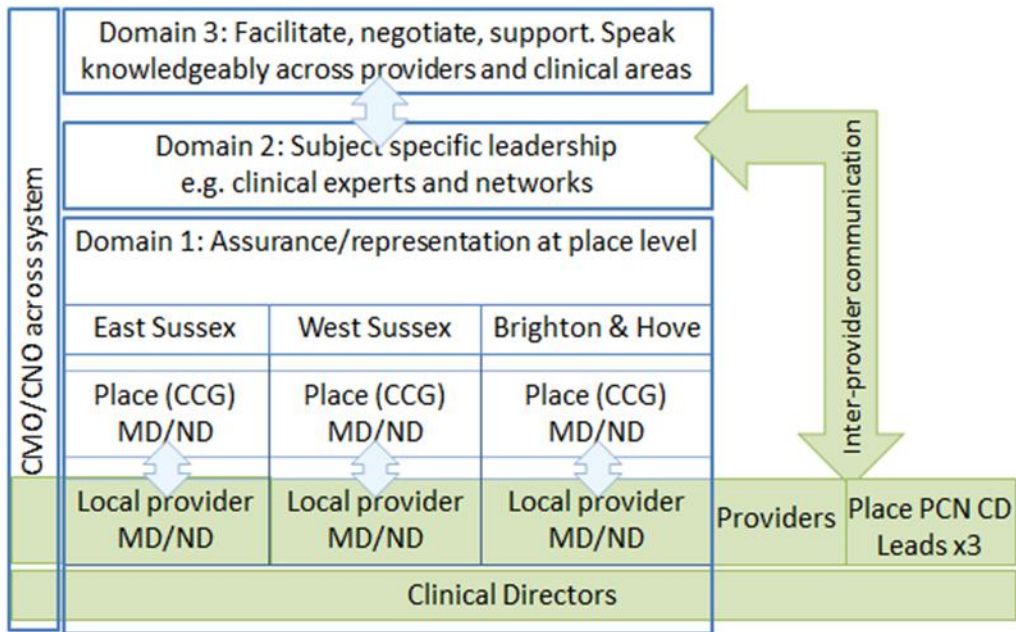 CMO/CNO across system
Domain 3: Facilitate, negotiate, support. Speak
knowledgeably across providers and clinical areas
Domain 2: Subject specific leadership
e.g. clinical experts and networks
Domain 1: Assurance/representation at place level
East Sussex
West Sussex
Brighton & Hove
Place (CCG)
MD/ND
Place (CCG)
MD/ND
Place (CCG)
MD/ND
Local provider
MD/ND
Local provider
MD/ND
Local provider
MD/ND
Providers
Place PCN CD
Leads x3
Inter-provider communication
Clinical Directors